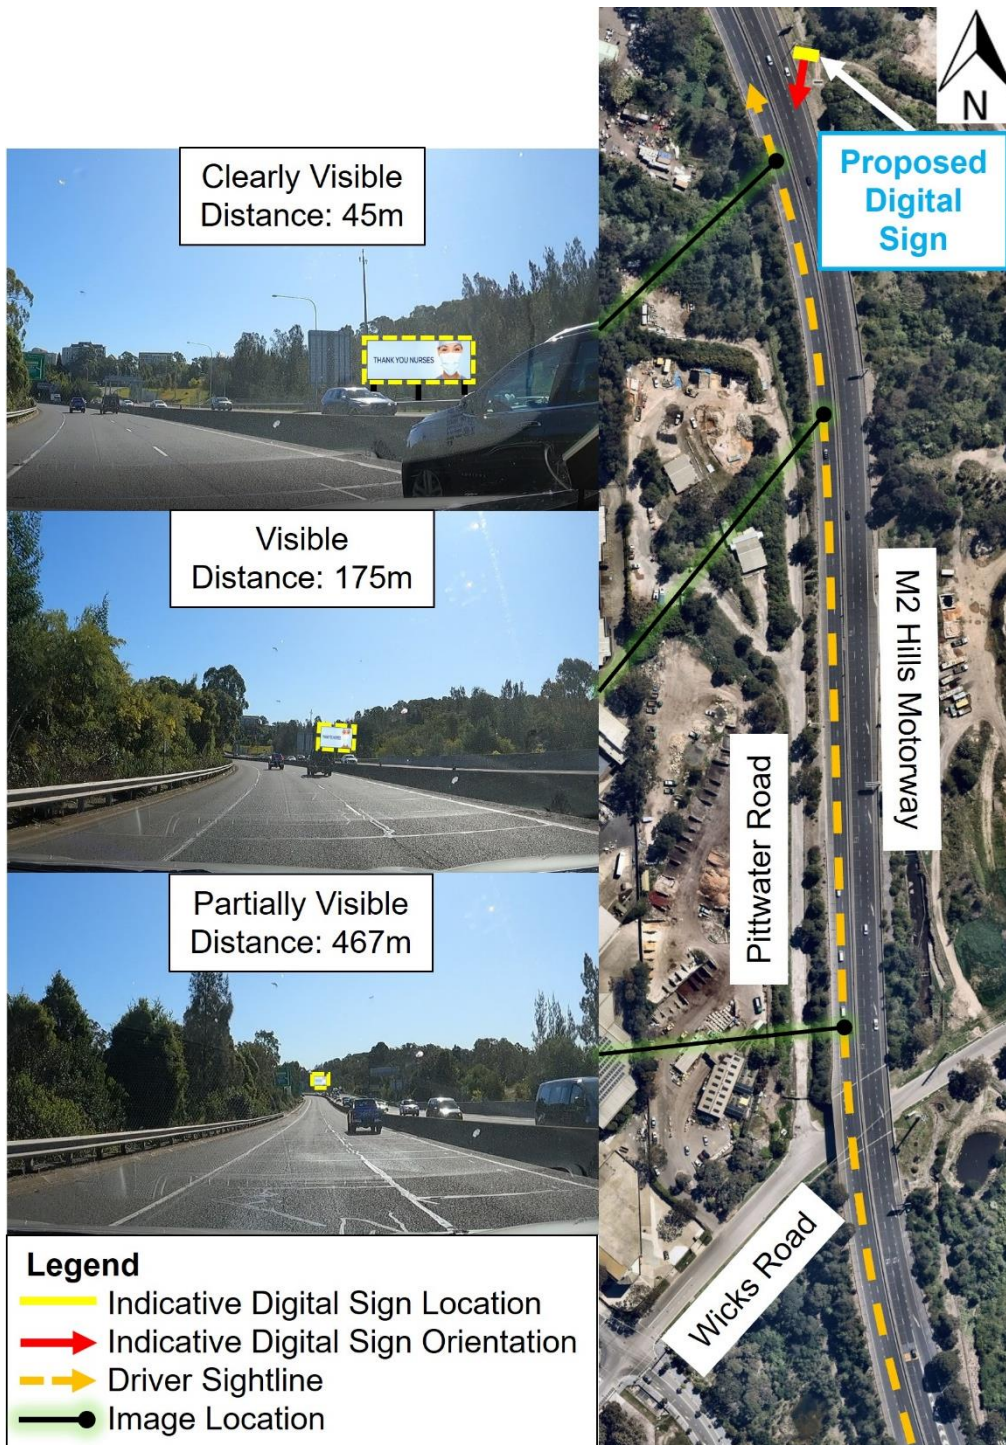 Clearly Visible
Distance: 45m
THANK YOU NURSES
Visible
Distance: 175m
Partially Visible
Distance: 467m
Legend
Indicative Digital Sign Location
Indicative Digital Sign Orientation
Driver Sightline
Image Location
N
Proposed
Digital
Sign
M2 Hills Motorway
Pittwater Road
Wicks Road